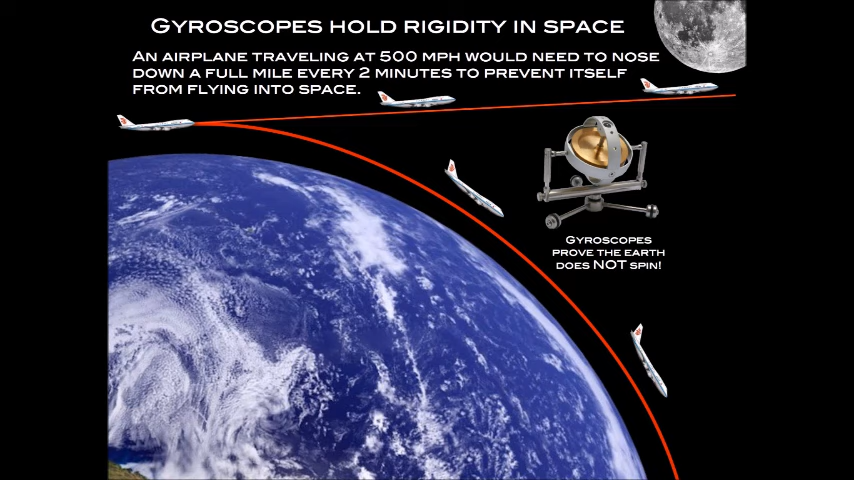 Gyroscopes hold rigidity in space
An airplane traveling at 500 mph would need to nose
down a full mile every 2 minutes to prevent itself
from flying into space.
Gyroscopes
prove the earth
does NOT spin!